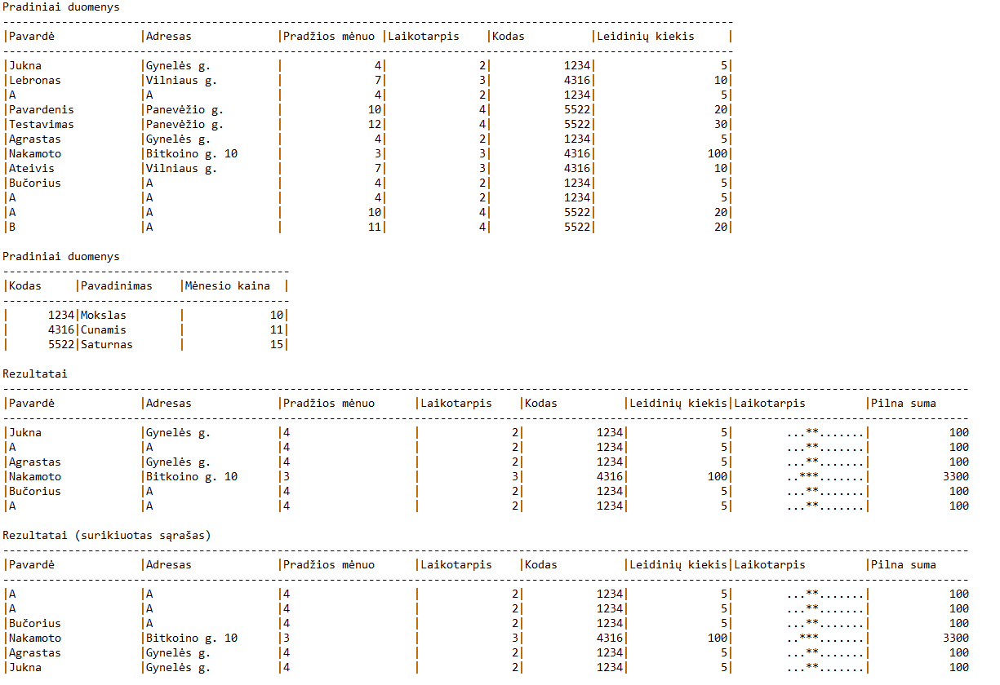 Pradiniai duomenys
----------------------------------------------------------------------------------------------------------------
|Pavardė             |Adresas             |Pradžios mėnuo |Laikotarpis    |Kodas          |Leidinių kiekis     |
----------------------------------------------------------------------------------------------------------------
|Jukna               |Gynelės g.          |              4|              2|           1234|                   5|
|Lebronas            |Vilniaus g.         |              7|              3|           4316|                  10|
|A                   |A                   |              4|              2|           1234|                   5|
|Pavardenis          |Panevėžio g.        |             10|              4|           5522|                  20|
|Testavimas          |Panevėžio g.        |             12|              4|           5522|                  30|
|Agrastas            |Gynelės g.          |              4|              2|           1234|                   5|
|Nakamoto            |Bitkoino g. 10      |              3|              3|           4316|                 100|
|Ateivis             |Vilniaus g.         |              7|              3|           4316|                  10|
|Bučorius            |A                   |              4|              2|           1234|                   5|
|A                   |A                   |              4|              2|           1234|                   5|
|A                   |A                   |             10|              4|           5522|                  20|
|B                   |A                   |             11|              4|           5522|                  20|
Pradiniai duomenys
--------------------------------------------
|Kodas     |Pavadinimas    |Mėnesio kaina  |
--------------------------------------------
|      1234|Mokslas        |             10|
|      4316|Cunamis        |             11|
|      5522|Saturnas       |             15|
Rezultatai
----------------------------------------------------------------------------------------------------------------------------------------------------
|Pavardė             |Adresas             |Pradžios mėnuo      |Laikotarpis    |Kodas          |Leidinių kiekis|Laikotarpis         |Pilna suma
----------------------------------------------------------------------------------------------------------------------------------------------------
|Jukna               |Gynelės g.          |4                   |              2|           1234|              5|        ...**.......|            100
|A                   |A                   |4                   |              2|           1234|              5|        ...**.......|            100
|Agrastas            |Gynelės g.          |4                   |              2|           1234|              5|        ...**.......|            100
|Nakamoto            |Bitkoino g. 10      |3                   |              3|           4316|            100|        ..***.......|           3300
|Bučorius            |A                   |4                   |              2|           1234|              5|        ...**.......|            100
|A                   |A                   |4                   |              2|           1234|              5|        ...**.......|            100
Rezultatai (surikiuotas sąrašas)
----------------------------------------------------------------------------------------------------------------------------------------------------
|Pavardė             |Adresas             |Pradžios mėnuo      |Laikotarpis    |Kodas          |Leidinių kiekis|Laikotarpis         |Pilna suma
----------------------------------------------------------------------------------------------------------------------------------------------------
|A                   |A                   |4                   |              2|           1234|              5|        ...**.......|            100
|A                   |A                   |4                   |              2|           1234|              5|        ...**.......|            100
|Bučorius            |A                   |4                   |              2|           1234|              5|        ...**.......|            100
|Nakamoto            |Bitkoino g. 10      |3                   |              3|           4316|            100|        ..***.......|           3300
|Agrastas            |Gynelės g.          |4                   |              2|           1234|              5|        ...**.......|            100
|Jukna               |Gynelės g.          |4                   |              2|           1234|              5|        ...**.......|            100